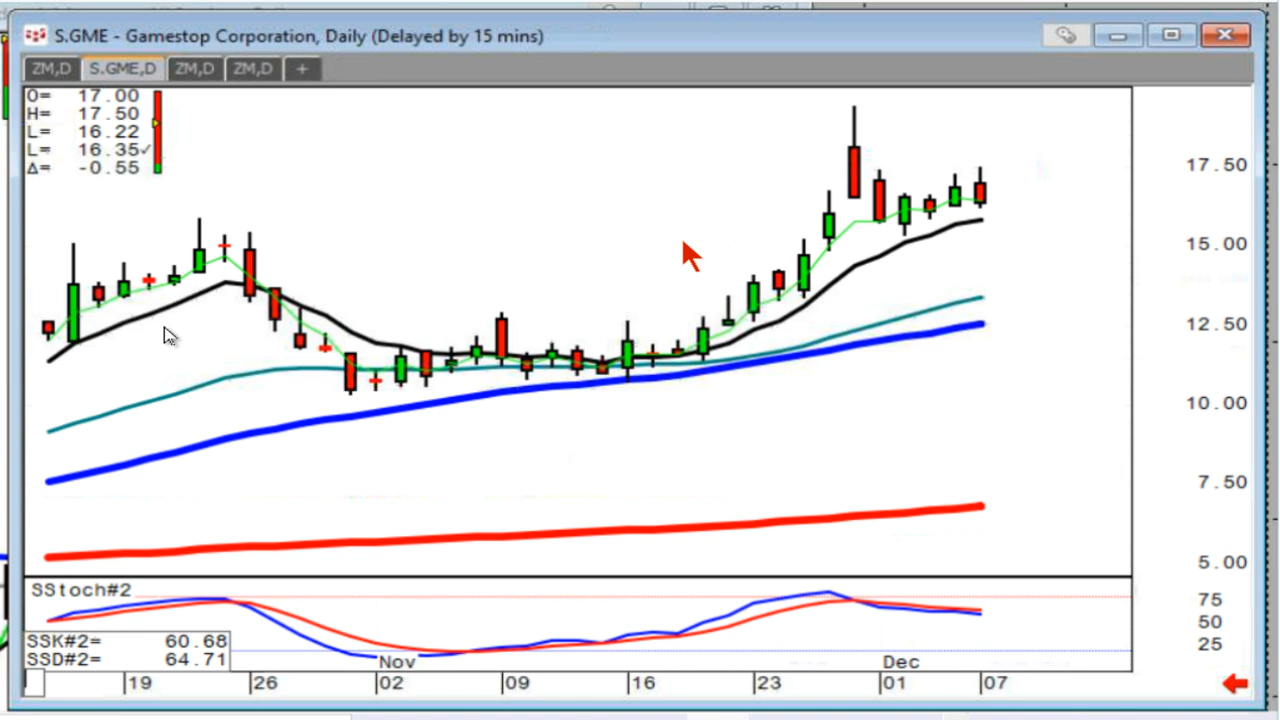 S.GME - Gamestop Corporation, Daily (Delayed by 15 mins)
ZM,D S.GME,D ZM,D ZM,D +
O= 17.00
H= 17.50
L= 16.22
L= 16.35✓
Δ= -0.55
17.50
15.00
12.50
10.00
7.50
5.00
SStoch#2
75
50
25
SSK#2= 60.68
SSD#2= 64.71
Nov Dec
19 26 02 09 16 23 01 07